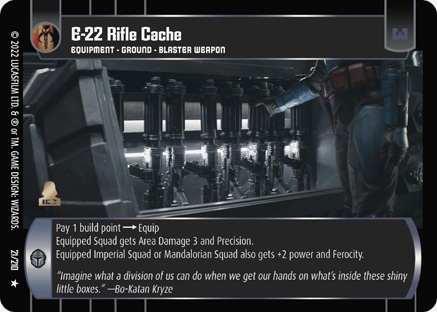 E-22 Rifle Cache
EQUIPMENT - GROUND - BLASTER WEAPON
© 2022 LUCASFILM LTD. & ® or TM. GAME DESIGN: WIZARDS.
21/210
Pay 1 build point → Equip
Equipped Squad gets Area Damage 3 and Precision.
Equipped Imperial Squad or Mandalorian Squad also gets +2 power and Ferocity.
“Imagine what a division of us can do when we get our hands on what’s inside these shiny
little boxes.” —Bo-Katan Kryze